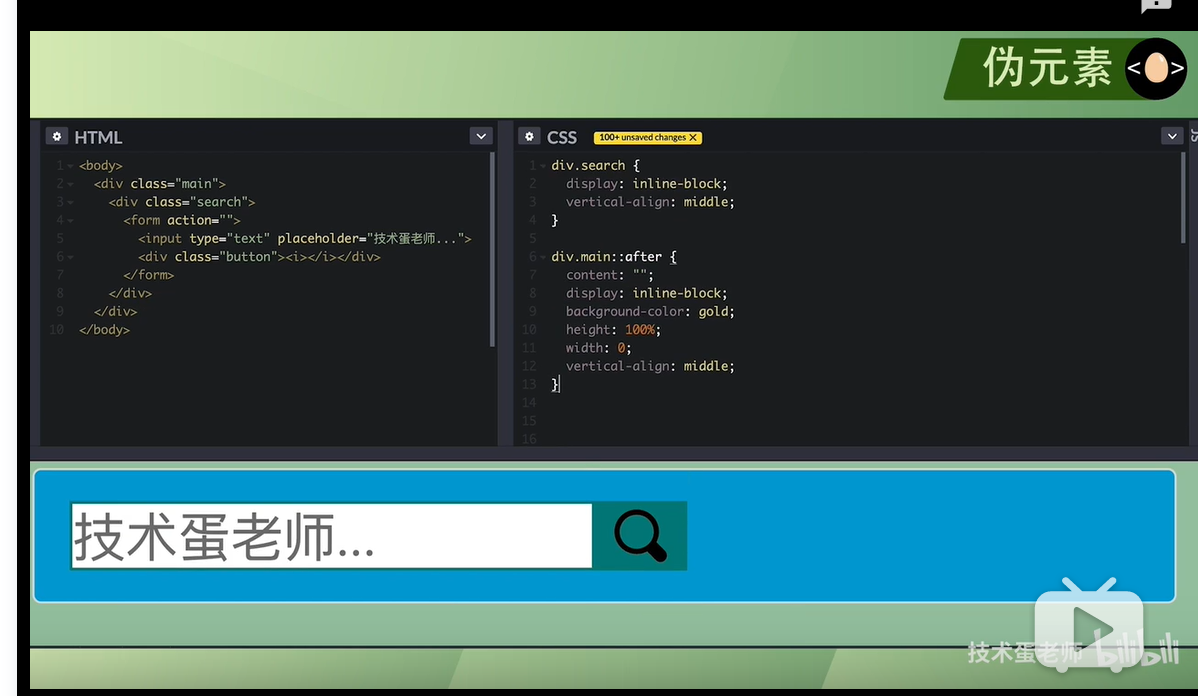 伪元素 < >
HTML
1 <body>
2 <div class="main">
3 <div class="search">
4 <form action="">
5 <input type="text" placeholder="技术蛋老师...">
6 <div class="button"><i></i></div>
7 </form>
8 </div>
9 </div>
10 </body>
CSS 100+ unsaved changes X
1 div.search {
2 display: inline-block;
3 vertical-align: middle;
4 }
5
6 div.main::after {
7 content: "";
8 display: inline-block;
9 background-color: gold;
10 height: 100%;
11 width: 0;
12 vertical-align: middle;
13 }
14
15
16
JS
技术蛋老师...
技术蛋老师 bilibili